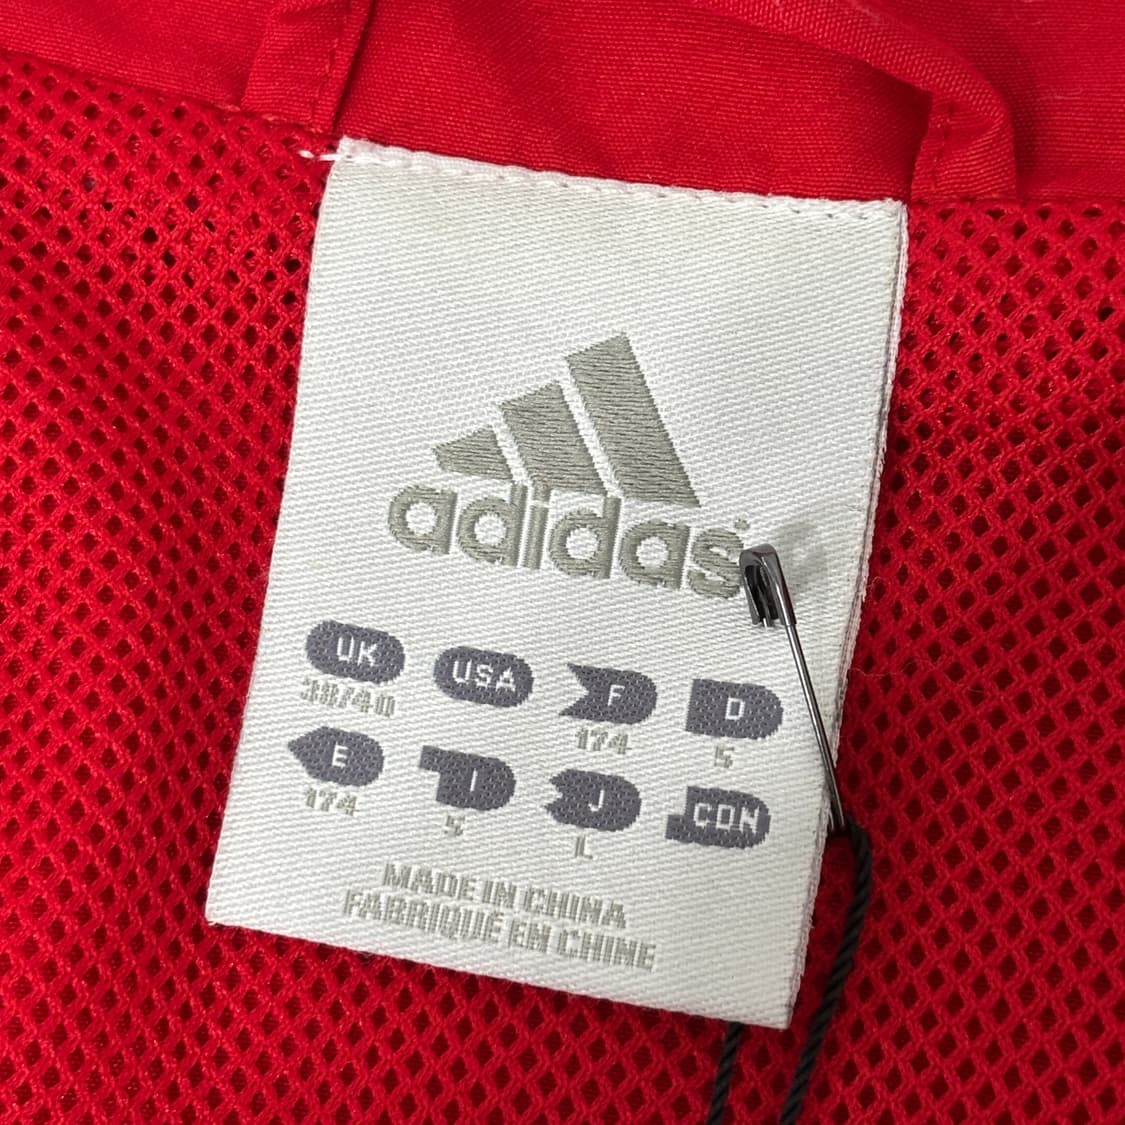 adidas
UK USA F D
38/40 174 5
E I J CON
174 5 L
MADE IN CHINA
FABRIQUÉ EN CHINE